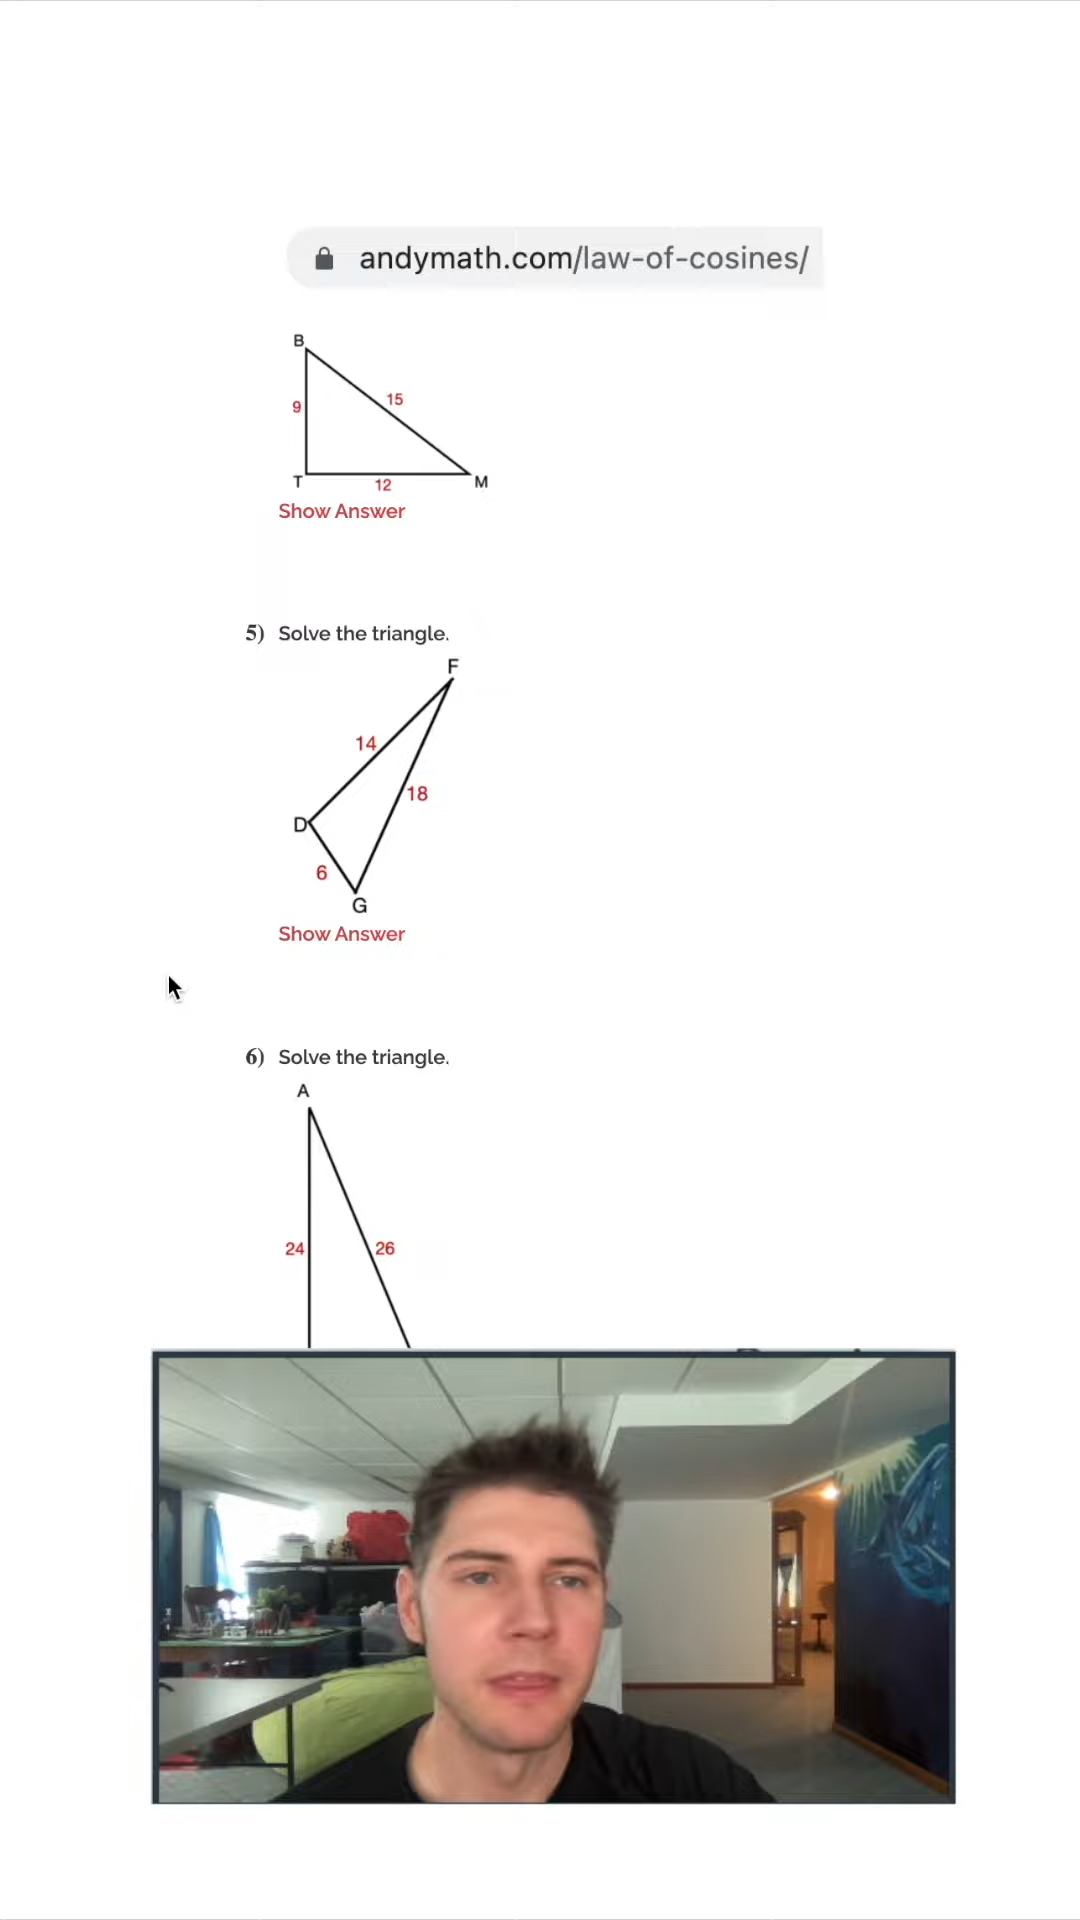 andymath.com/law-of-cosines/
B
15
9
T
12
M
Show Answer
5) Solve the triangle.
F
14
18
D
6
G
Show Answer
6) Solve the triangle.
A
24
26